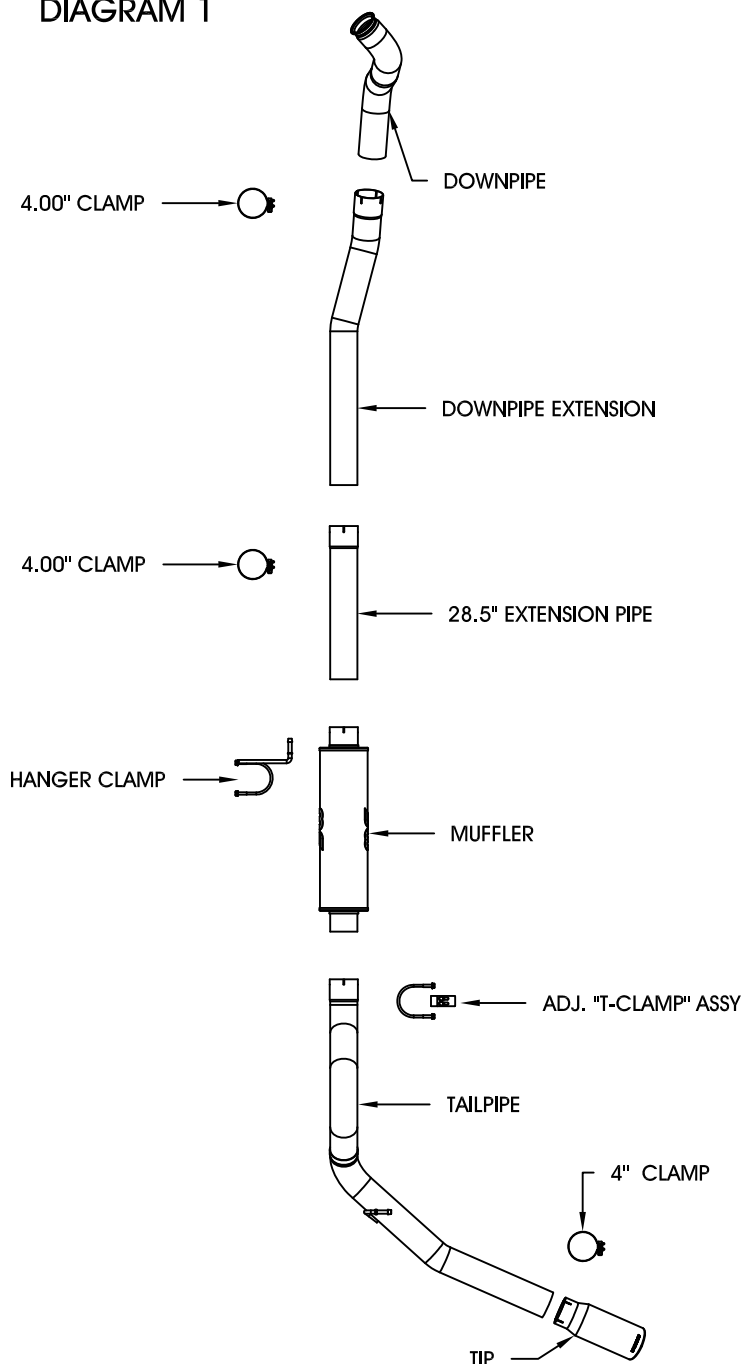 DIAGRAM 1
DOWNPIPE
4.00" CLAMP
DOWNPIPE EXTENSION
4.00" CLAMP
28.5" EXTENSION PIPE
HANGER CLAMP
MUFFLER
ADJ. "T-CLAMP" ASSY
TAILPIPE
4" CLAMP
TIP